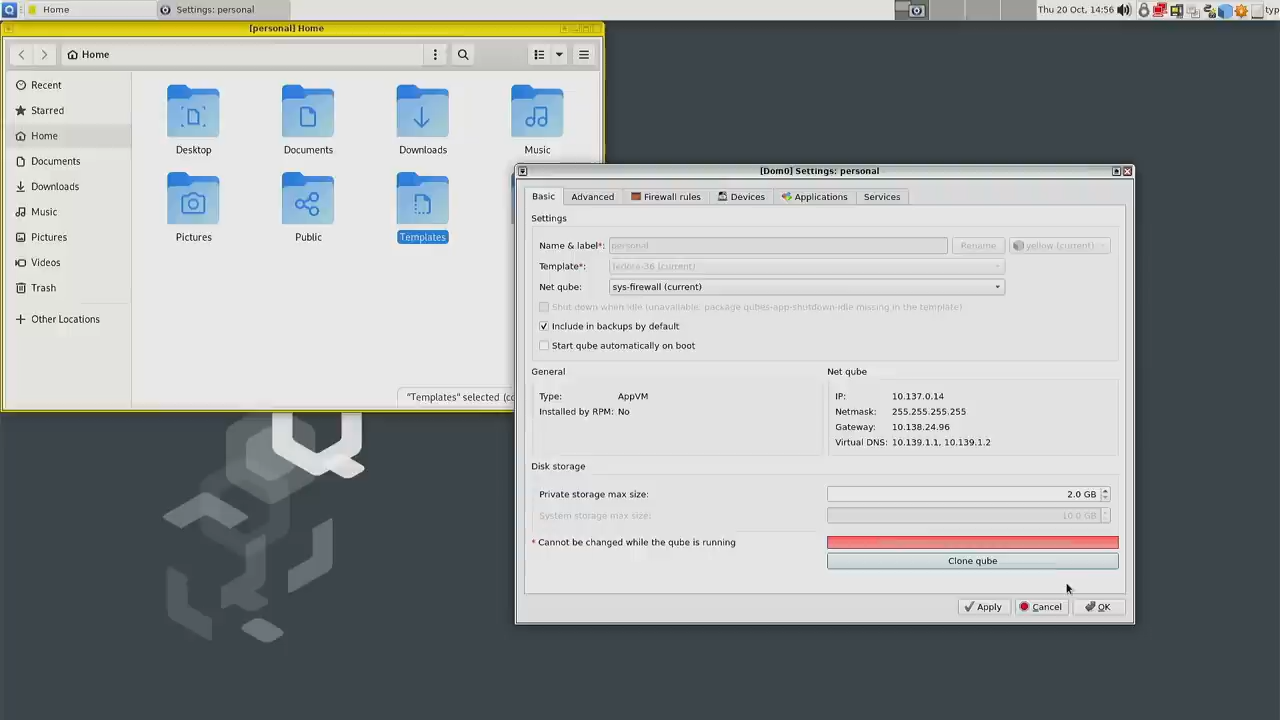 Home
Settings: personal
Thu 20 Oct, 14:56
typ
[personal] Home
Home
Recent
Starred
Home
Documents
Downloads
Music
Pictures
Videos
Trash
Other Locations
Desktop
Documents
Downloads
Music
Pictures
Public
Templates
"Templates" selected (co
[Dom0] Settings: personal
Basic
Advanced
Firewall rules
Devices
Applications
Services
Settings
Name & label*:
personal
Rename
yellow (current)
Template*:
fedora-36 (current)
Net qube:
sys-firewall (current)
Shut down when idle (unavailable: package qubes-app-shutdown-idle missing in the template)
Include in backups by default
Start qube automatically on boot
General
Type: AppVM
Installed by RPM: No
Net qube
IP: 10.137.0.14
Netmask: 255.255.255.255
Gateway: 10.138.24.96
Virtual DNS: 10.139.1.1, 10.139.1.2
Disk storage
Private storage max size:
2.0 GB
System storage max size:
10.0 GB
* Cannot be changed while the qube is running
Clone qube
Apply
Cancel
OK